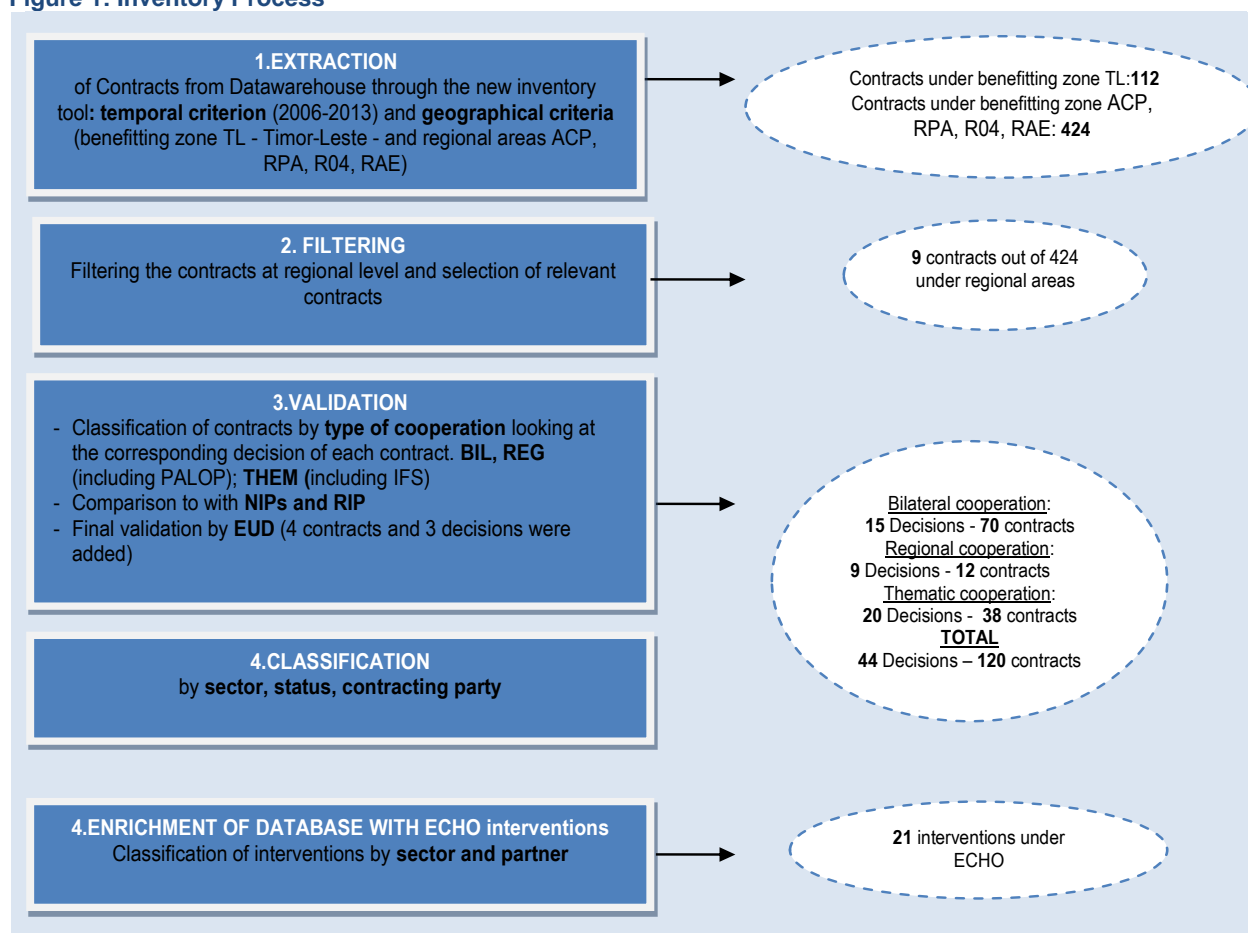 Figure 1: Inventory Process
1.EXTRACTION
of Contracts from Datawarehouse through the new inventory
tool: temporal criterion (2006-2013) and geographical criteria
(benefitting zone TL - Timor-Leste - and regional areas ACP,
RPA, R04, RAE)
Contracts under benefitting zone TL:112
Contracts under benefitting zone ACP,
RPA, R04, RAE: 424
2. FILTERING
Filtering the contracts at regional level and selection of relevant
contracts
9 contracts out of 424
under regional areas
3.VALIDATION
- Classification of contracts by type of cooperation looking at
the corresponding decision of each contract. BIL, REG
(including PALOP); THEM (including IFS)
- Comparison to with NIPs and RIP
- Final validation by EUD (4 contracts and 3 decisions were
added)
Bilateral cooperation:
15 Decisions - 70 contracts
Regional cooperation:
9 Decisions - 12 contracts
Thematic cooperation:
20 Decisions - 38 contracts
TOTAL
44 Decisions – 120 contracts
4.CLASSIFICATION
by sector, status, contracting party
4.ENRICHMENT OF DATABASE WITH ECHO interventions
Classification of interventions by sector and partner
21 interventions under
ECHO